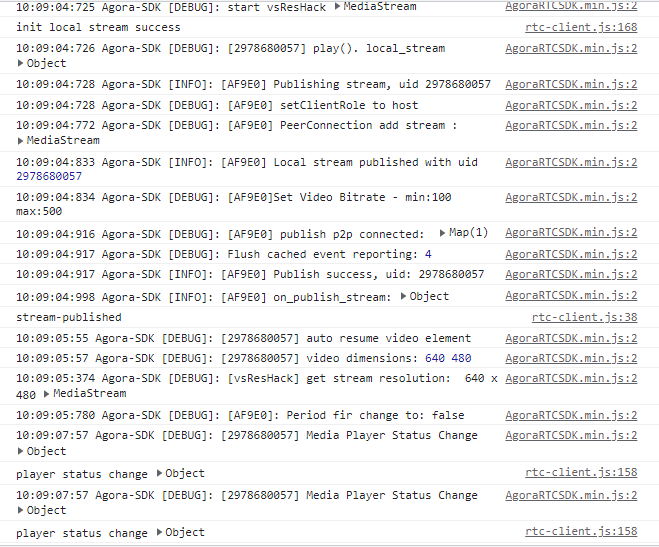 10:09:04:725 Agora-SDK [DEBUG]: start vsResHack ▶MediaStream AgoraRTCSDK.min.js:2
init local stream success rtc-client.js:168
10:09:04:726 Agora-SDK [DEBUG]: [2978680057] play(). local_stream AgoraRTCSDK.min.js:2
▶Object
10:09:04:728 Agora-SDK [INFO]: [AF9E0] Publishing stream, uid 2978680057 AgoraRTCSDK.min.js:2
10:09:04:728 Agora-SDK [DEBUG]: [AF9E0] setClientRole to host AgoraRTCSDK.min.js:2
10:09:04:772 Agora-SDK [DEBUG]: [AF9E0] PeerConnection add stream : AgoraRTCSDK.min.js:2
▶MediaStream
10:09:04:833 Agora-SDK [INFO]: [AF9E0] Local stream published with uid AgoraRTCSDK.min.js:2
2978680057
10:09:04:834 Agora-SDK [DEBUG]: [AF9E0]Set Video Bitrate - min:100 AgoraRTCSDK.min.js:2
max:500
10:09:04:916 Agora-SDK [DEBUG]: [AF9E0] publish p2p connected: ▶Map(1) AgoraRTCSDK.min.js:2
10:09:04:917 Agora-SDK [DEBUG]: Flush cached event reporting: 4 AgoraRTCSDK.min.js:2
10:09:04:917 Agora-SDK [INFO]: [AF9E0] Publish success, uid: 2978680057 AgoraRTCSDK.min.js:2
10:09:04:998 Agora-SDK [INFO]: [AF9E0] on_publish_stream: ▶Object AgoraRTCSDK.min.js:2
stream-published rtc-client.js:38
10:09:05:55 Agora-SDK [DEBUG]: [2978680057] auto resume video element AgoraRTCSDK.min.js:2
10:09:05:57 Agora-SDK [DEBUG]: [2978680057] video dimensions: 640 480 AgoraRTCSDK.min.js:2
10:09:05:374 Agora-SDK [DEBUG]: [vsResHack] get stream resolution: 640 x AgoraRTCSDK.min.js:2
480 ▶MediaStream
10:09:05:780 Agora-SDK [DEBUG]: [AF9E0]: Period fir change to: false AgoraRTCSDK.min.js:2
10:09:07:57 Agora-SDK [DEBUG]: [2978680057] Media Player Status Change AgoraRTCSDK.min.js:2
▶Object
player status change ▶Object rtc-client.js:158
10:09:07:57 Agora-SDK [DEBUG]: [2978680057] Media Player Status Change AgoraRTCSDK.min.js:2
▶Object
player status change ▶Object rtc-client.js:158